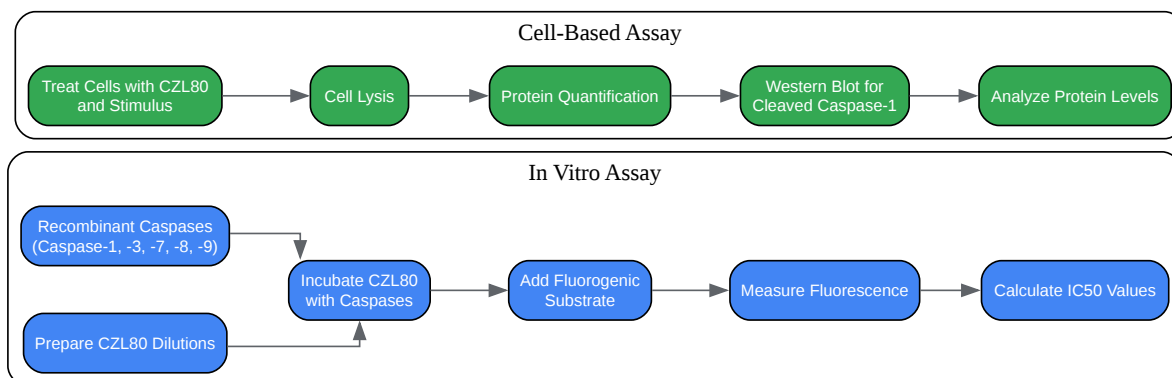 Cell-Based Assay
Treat Cells with CZL80
and Stimulus
Cell Lysis
Protein Quantification
Western Blot for
Cleaved Caspase-1
Analyze Protein Levels
In Vitro Assay
Recombinant Caspases
(Caspase-1, -3, -7, -8, -9)
Prepare CZL80 Dilutions
Incubate CZL80
with Caspases
Add Fluorogenic
Substrate
Measure Fluorescence
Calculate IC50 Values